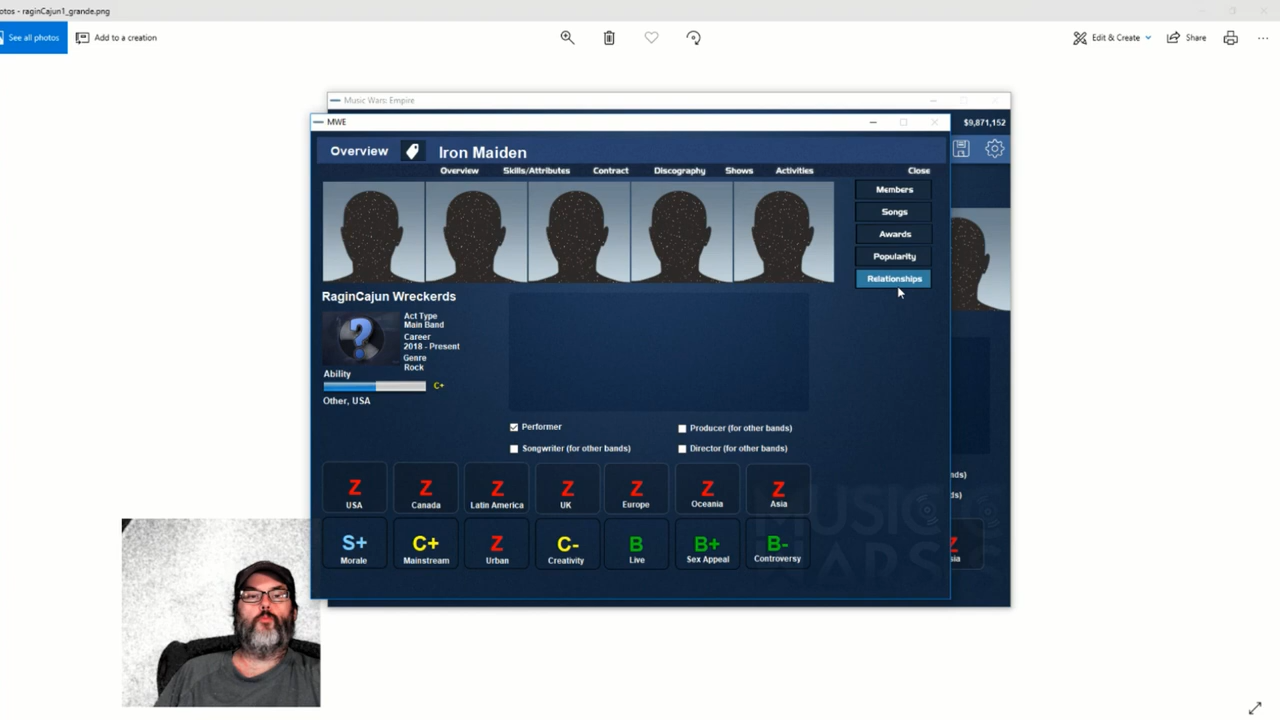 otos - raginCajun1_grande.png
See all photos
Add to a creation
Edit & Create
Share
Music Wars: Empire
MWE
$9,871,152
Overview
Iron Maiden
Overview Skills/Attributes Contract Discography Shows Activities Close
Members
Songs
Awards
Popularity
Relationships
RaginCajun Wreckerds
?
Act Type
Main Band
Career
2018 - Present
Genre
Rock
Ability
C+
Other, USA
Performer
Producer (for other bands)
Songwriter (for other bands)
Director (for other bands)
ds)
s)
Z Z Z Z Z Z Z
USA Canada Latin America UK Europe Oceania Asia
MUSIC
WARS
S+ C+ Z C- B B+ B-
Morale Mainstream Urban Creativity Live Sex Appeal Controversy
Z
sia